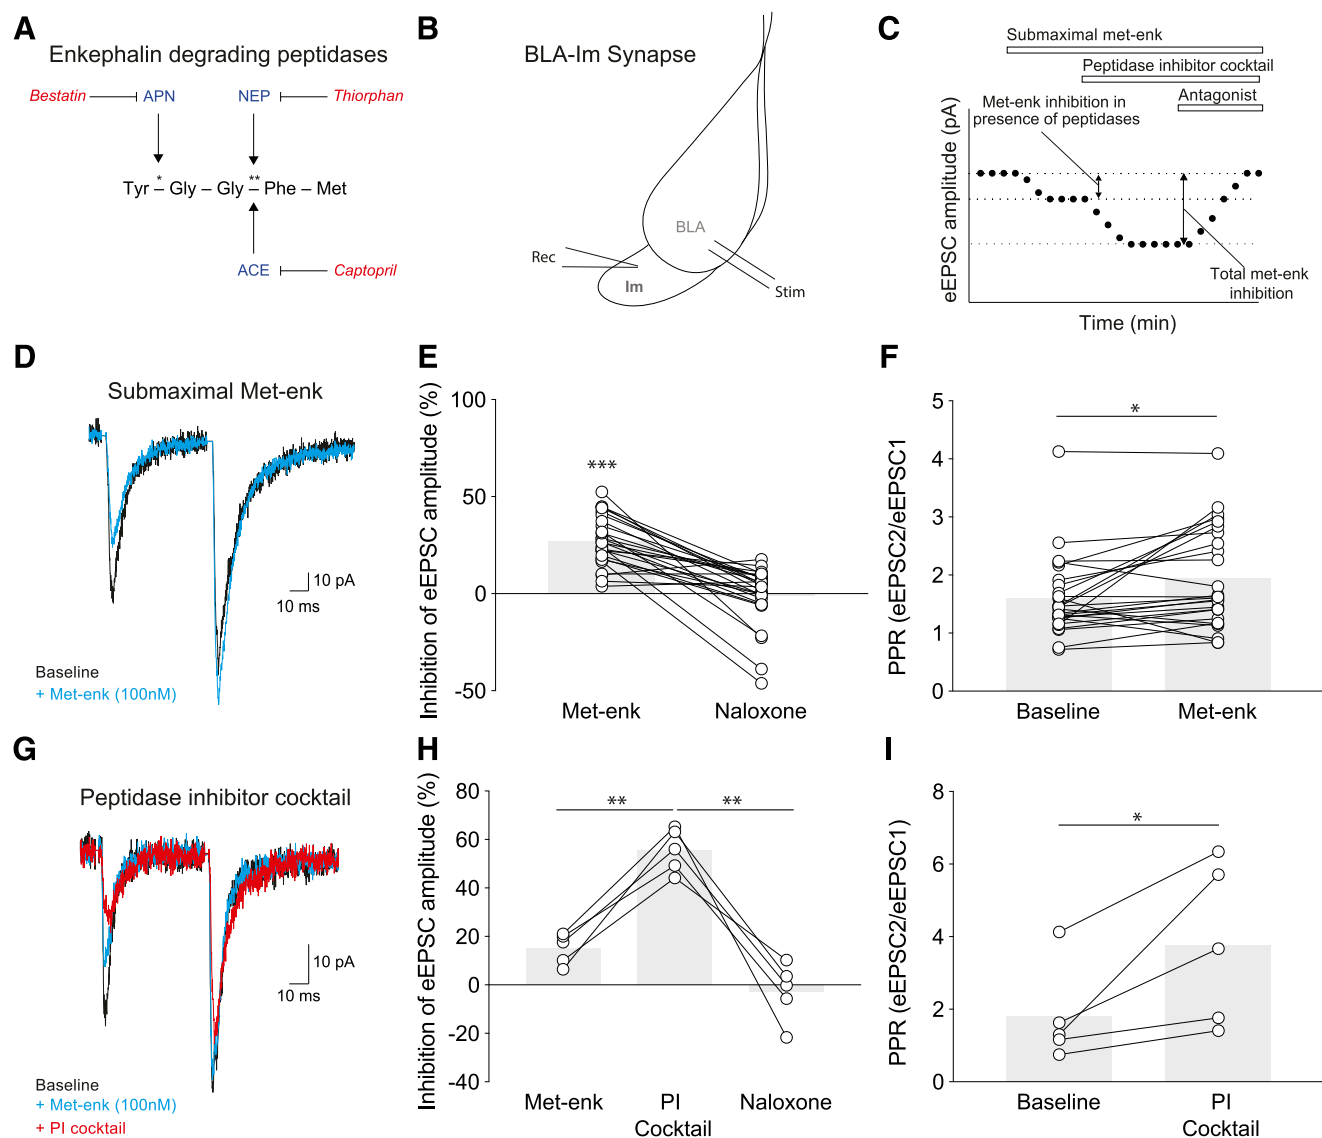 A
Enkephalin degrading peptidases
Bestatin
APN
NEP
Thiorphan
* **
Tyr – Gly – Gly – Phe – Met
ACE
Captopril
B
BLA-Im Synapse
BLA
Rec
Im
Stim
C
Submaximal met-enk
Peptidase inhibitor cocktail
Antagonist
Met-enk inhibition in
presence of peptidases
eEPSC amplitude (pA)
Total met-enk
inhibition
Time (min)
D
Submaximal Met-enk
10 pA
10 ms
Baseline
+ Met-enk (100nM)
E
Inhibition of eEPSC amplitude (%)
100
50
0
-50
***
Met-enk
Naloxone
F
PPR (eEPSC2/eEPSC1
5
4
3
2
1
0
*
Baseline
Met-enk
G
Peptidase inhibitor cocktail
10 pA
10 ms
Baseline
+ Met-enk (100nM)
+ PI cocktail
H
Inhibition of eEPSC amplitude (%)
80
60
40
20
0
-20
-40
** **
Met-enk
PI
Cocktail
Naloxone
I
PPR (eEPSC2/eEPSC1)
8
6
4
2
0
*
Baseline
PI
Cocktail